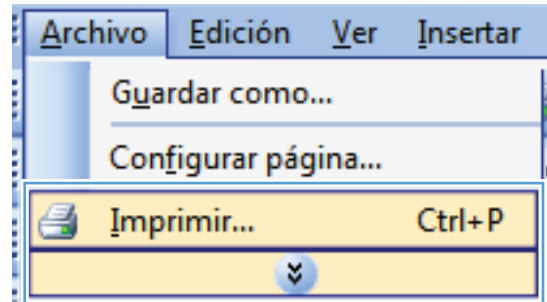 Archivo Edición Ver Insertar
Guardar como...
Configurar página...
Imprimir... Ctrl+P